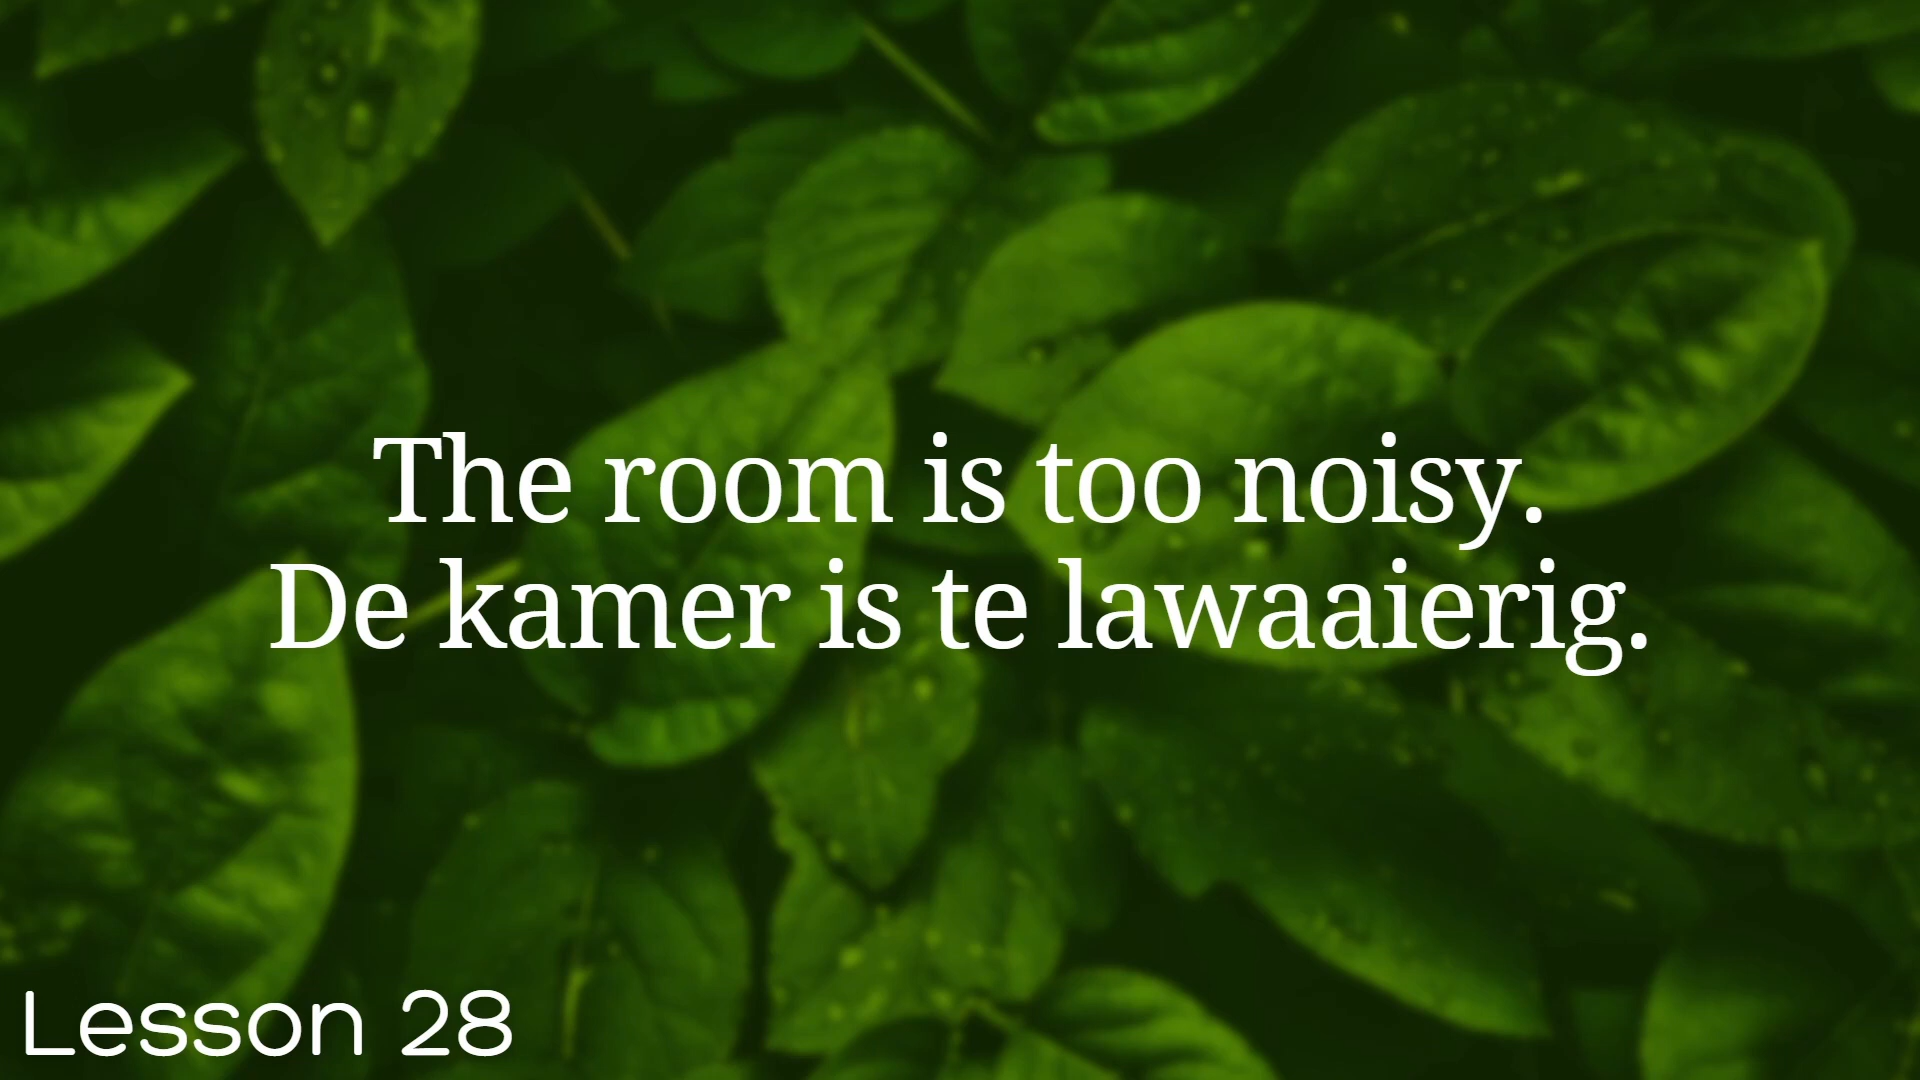 The room is too noisy.
De kamer is te lawaaierig.
Lesson 28